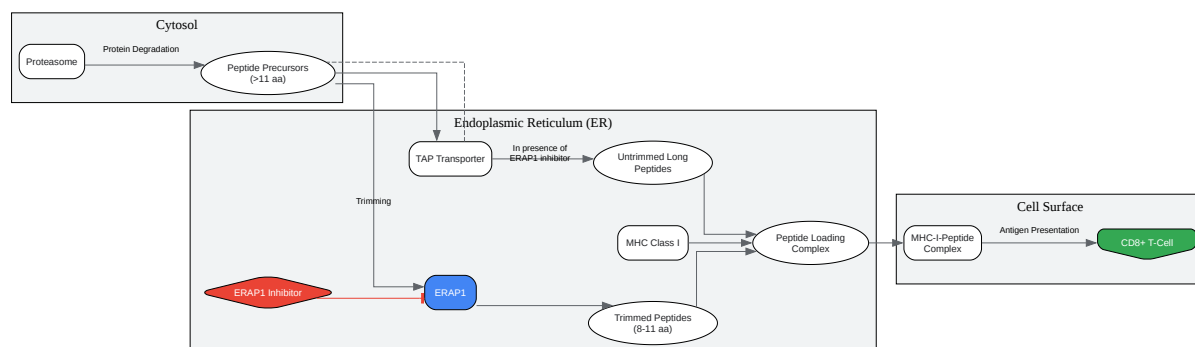 Cytosol
Proteasome
Protein Degradation
Peptide Precursors
(>11 aa)
Endoplasmic Reticulum (ER)
TAP Transporter
In presence of
ERAP1 inhibitor
Untrimmed Long
Peptides
Trimming
MHC Class I
Peptide Loading
Complex
ERAP1 Inhibitor
ERAP1
Trimmed Peptides
(8-11 aa)
Cell Surface
MHC-I-Peptide
Complex
Antigen Presentation
CD8+ T-Cell